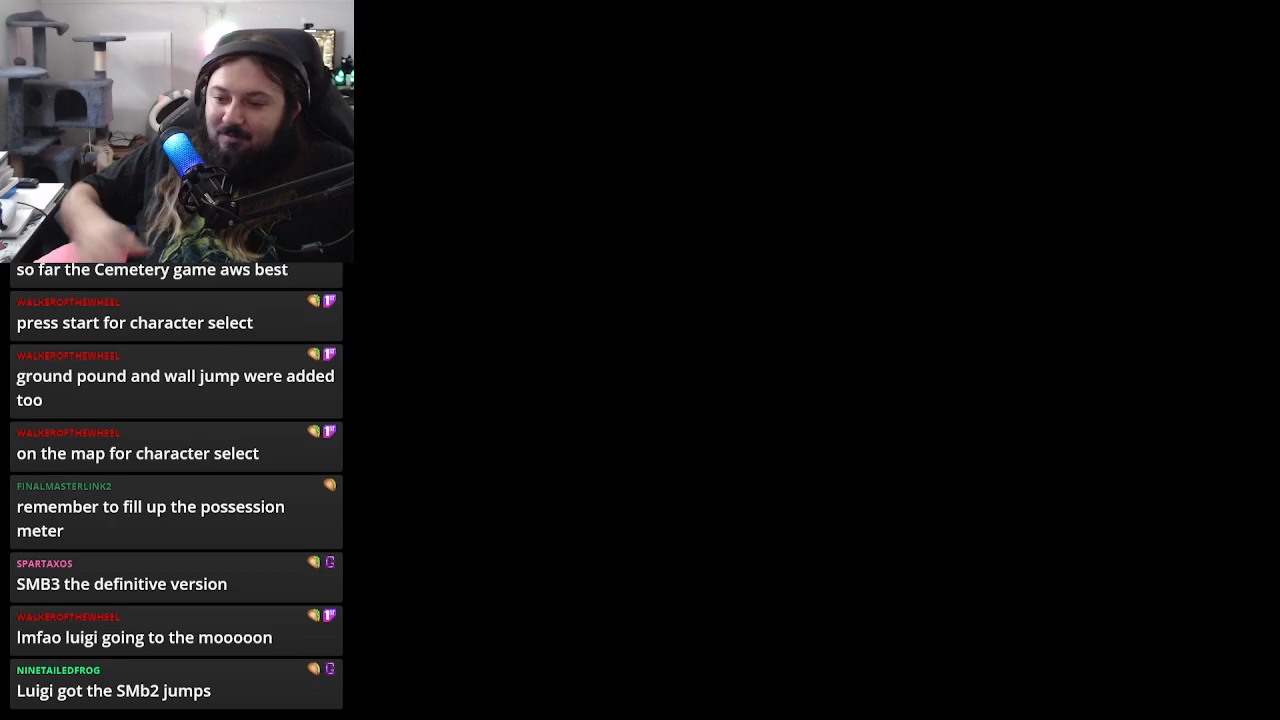 so far the Cemetery game aws best
WALKEROFTHEWHEEL
press start for character select
WALKEROFTHEWHEEL
ground pound and wall jump were added
too
WALKEROFTHEWHEEL
on the map for character select
FINALMASTERLINK2
remember to fill up the possession
meter
SPARTAXOS
SMB3 the definitive version
WALKEROFTHEWHEEL
lmfao luigi going to the mooooon
NINETAILEDFROG
Luigi got the SMb2 jumps